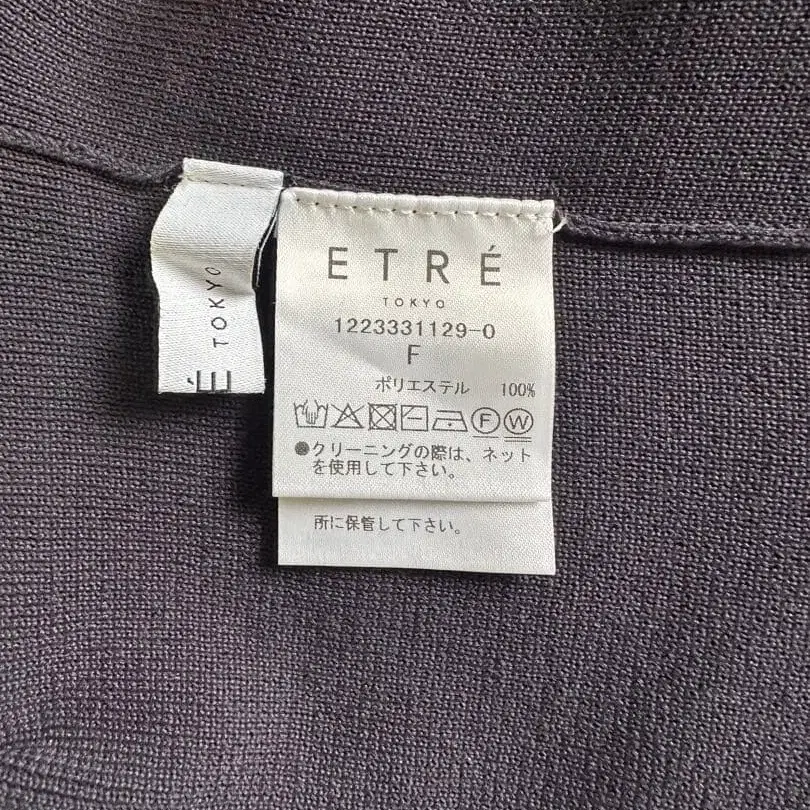 ETRÉ
TOKYO
1223331129-0
F
ポリエステル 100%
F W
●クリーニングの際は、ネット
を使用して下さい。
所に保管して下さい。
É
TOKYO